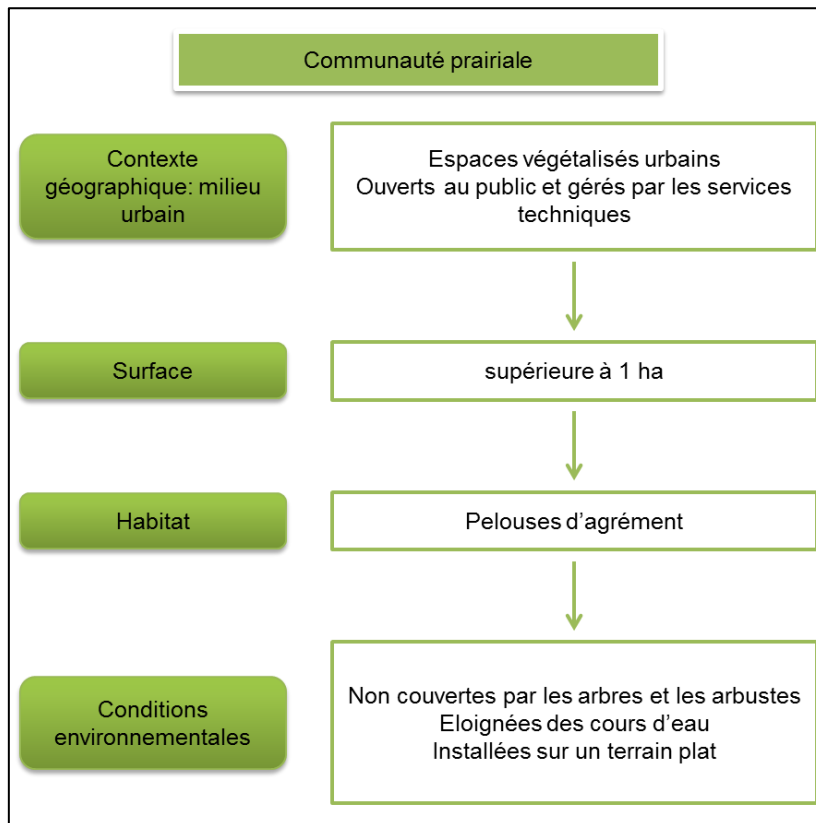 Communauté prairiale
Contexte
géographique: milieu
urbain
Espaces végétalisés urbains
Ouverts au public et gérés par les services
techniques
Surface
supérieure à 1 ha
Habitat
Pelouses d’agrément
Conditions
environnementales
Non couvertes par les arbres et les arbustes
Eloignées des cours d’eau
Installées sur un terrain plat